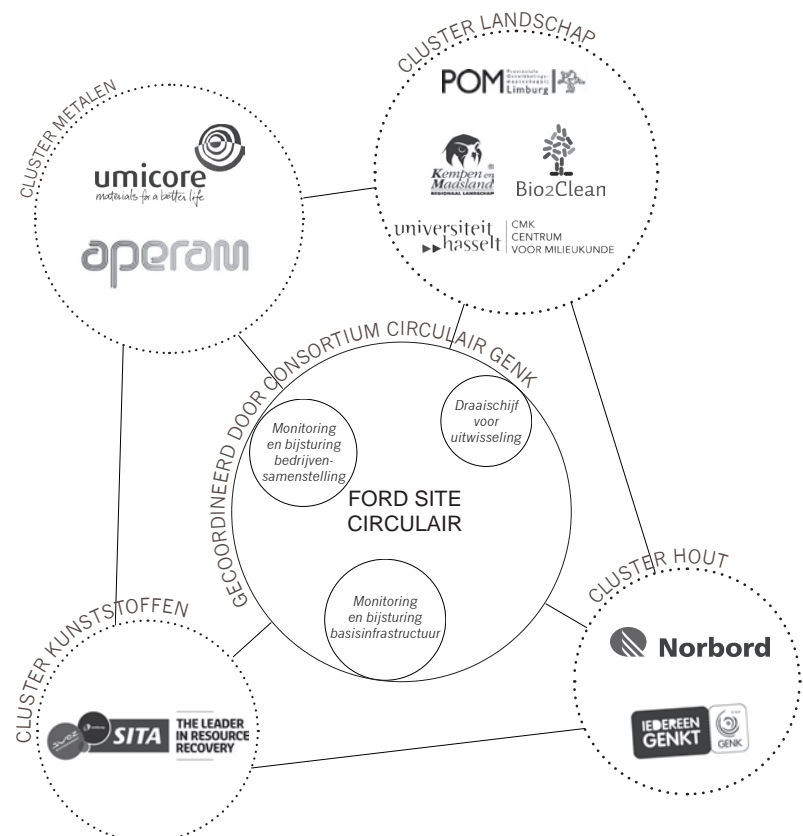 CLUSTER LANDSCHAP
POM
Provinciale
Ontwikkelings-
maatschappij
Limburg
Kempen en
Maasland
REGIONAAL LANDSCHAP
Bio2Clean
universiteit
hasselt
CMK
CENTRUM
VOOR MILIEUKUNDE
CLUSTER METALEN
umicore
materials for a better life
aperam
GECOORDINEERD DOOR CONSORTIUM CIRCULAIR GENK
Draaischijf
voor
uitwisseling
Monitoring
en bijsturing
bedrijven-
samenstelling
FORD SITE
CIRCULAIR
Monitoring
en bijsturing
basisinfrastructuur
CLUSTER KUNSTSTOFFEN
SITA
THE LEADER
IN RESOURCE
RECOVERY
CLUSTER HOUT
Norbord
IEDEREEN
GENKT
GENK